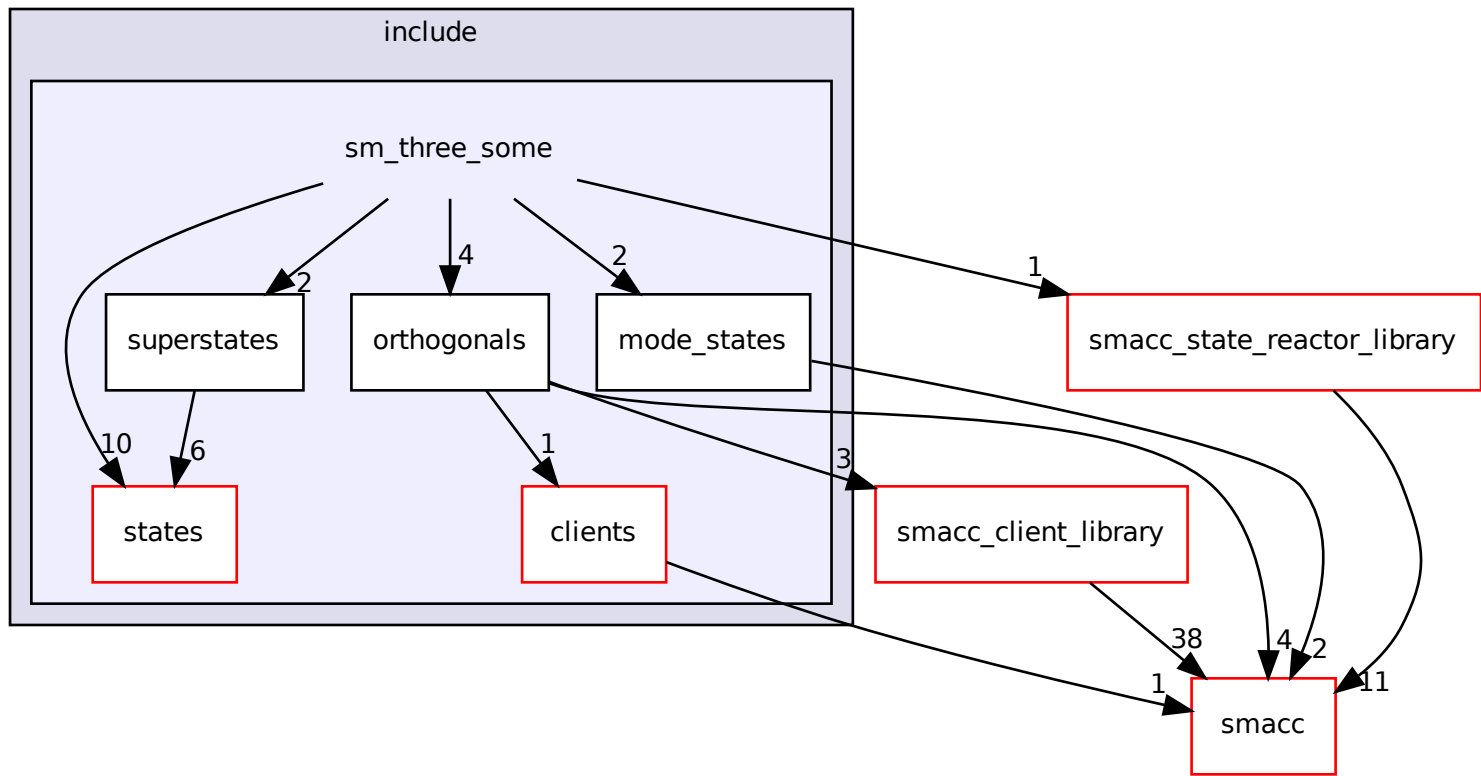 include
sm_three_some
2
4
2
1
superstates
orthogonals
mode_states
smacc_state_reactor_library
10
6
1
3
states
clients
smacc_client_library
38
4
2
11
1
smacc